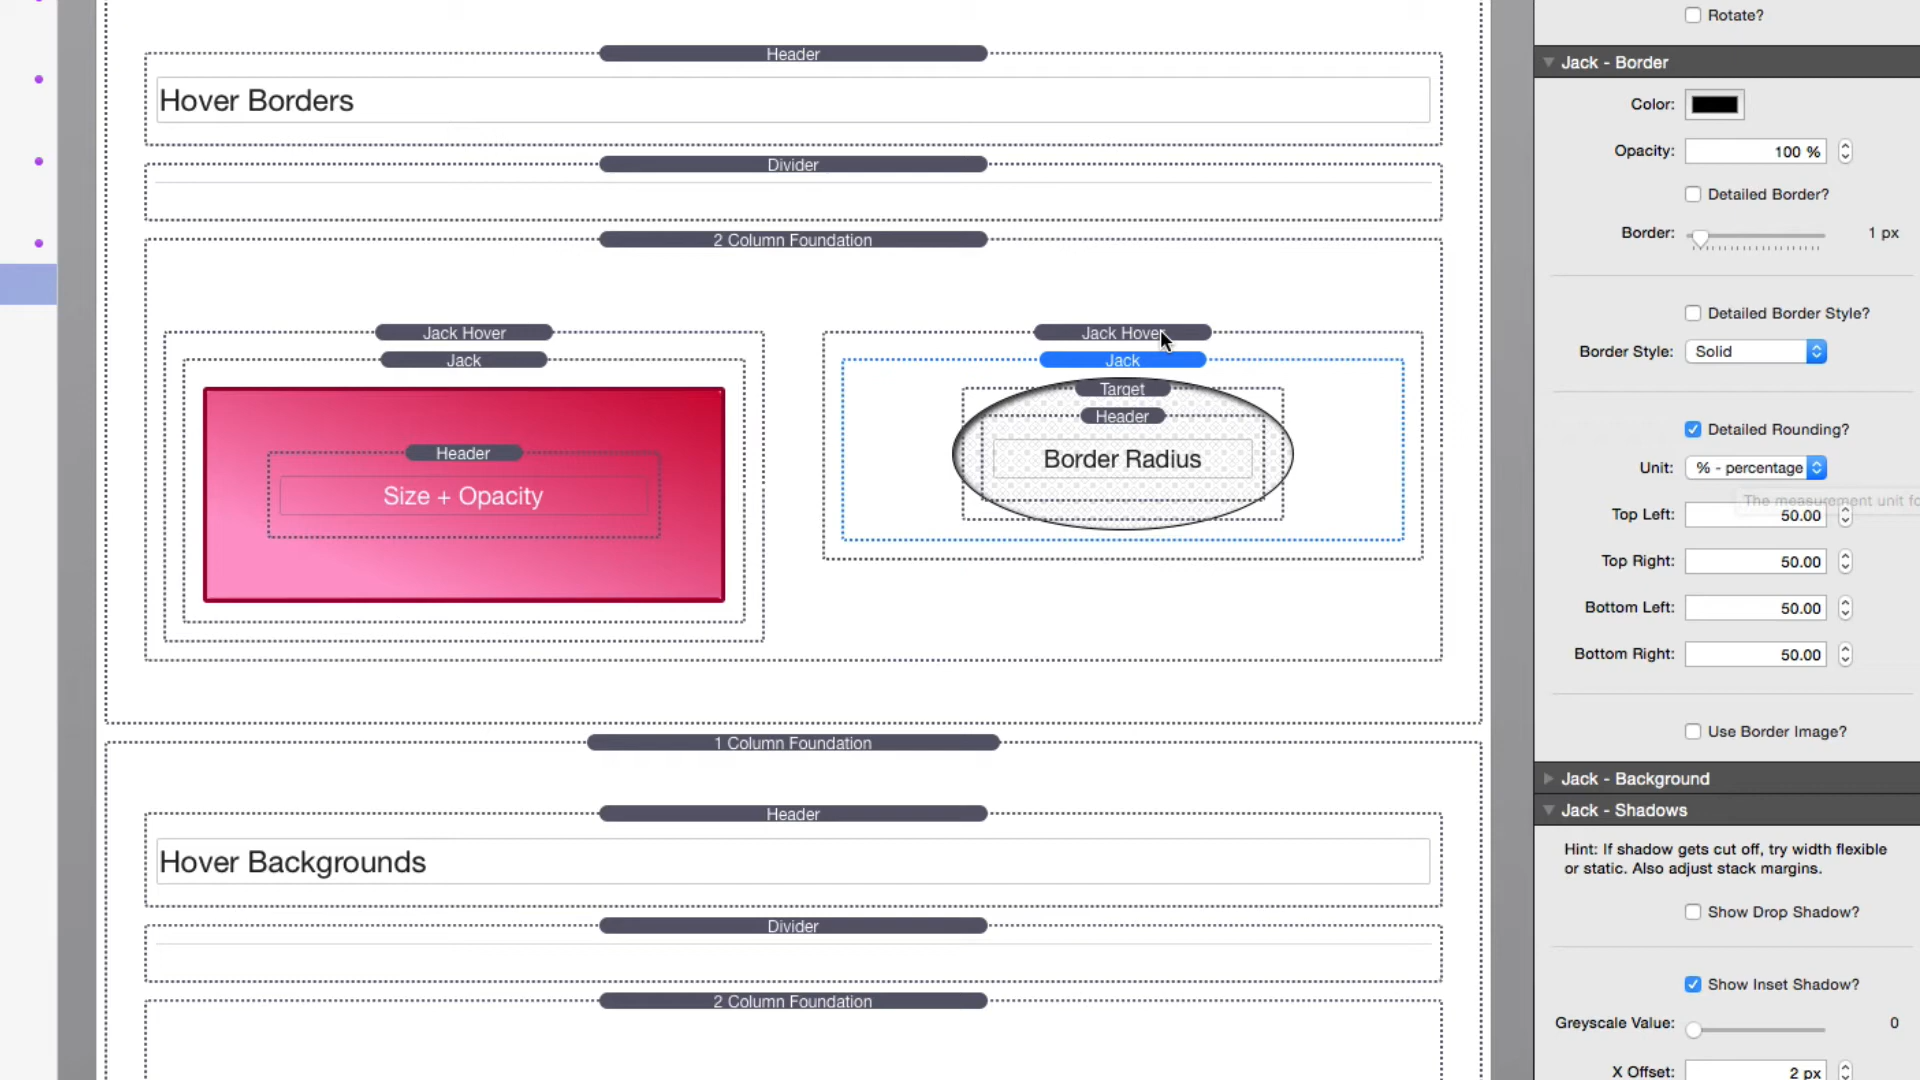 Rotate?
Header
Hover Borders
Divider
2 Column Foundation
Jack Hover
Jack
Header
Size + Opacity
Jack Hover
Jack
Target
Header
Border Radius
1 Column Foundation
Header
Hover Backgrounds
Divider
2 Column Foundation
Jack - Border
Color:
Opacity: 100 %
Detailed Border?
Border: 1 px
Detailed Border Style?
Border Style: Solid
Detailed Rounding?
Unit: % - percentage
The measurement unit
Top Left: 50.00
Top Right: 50.00
Bottom Left: 50.00
Bottom Right: 50.00
Use Border Image?
Jack - Background
Jack - Shadows
Hint: If shadow gets cut off, try width flexible
or static. Also adjust stack margins.
Show Drop Shadow?
Show Inset Shadow?
Greyscale Value: 0
X Offset: 2 px